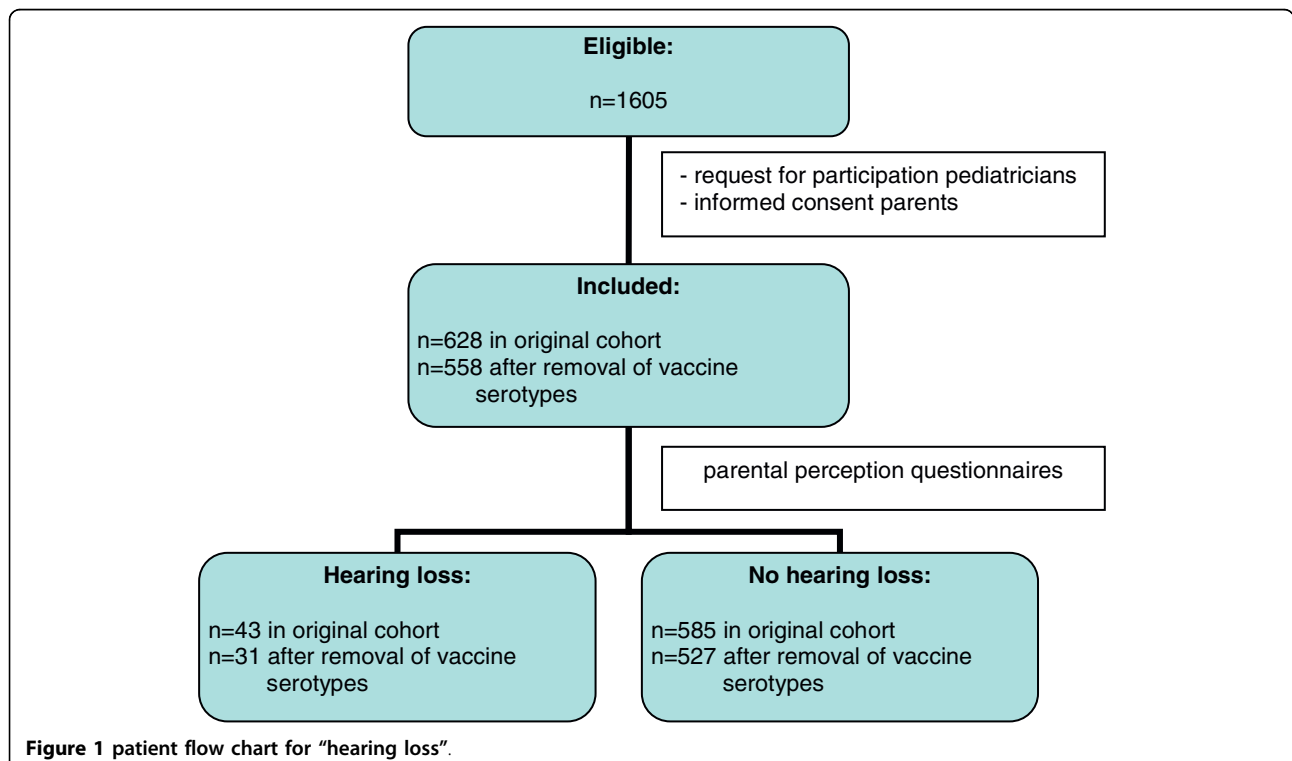 Eligible:
n=1605
- request for participation pediatricians
- informed consent parents
Included:
n=628 in original cohort
n=558 after removal of vaccine
serotypes
parental perception questionnaires
Hearing loss:
n=43 in original cohort
n=31 after removal of vaccine
serotypes
No hearing loss:
n=585 in original cohort
n=527 after removal of vaccine
serotypes
Figure 1 patient flow chart for “hearing loss”.